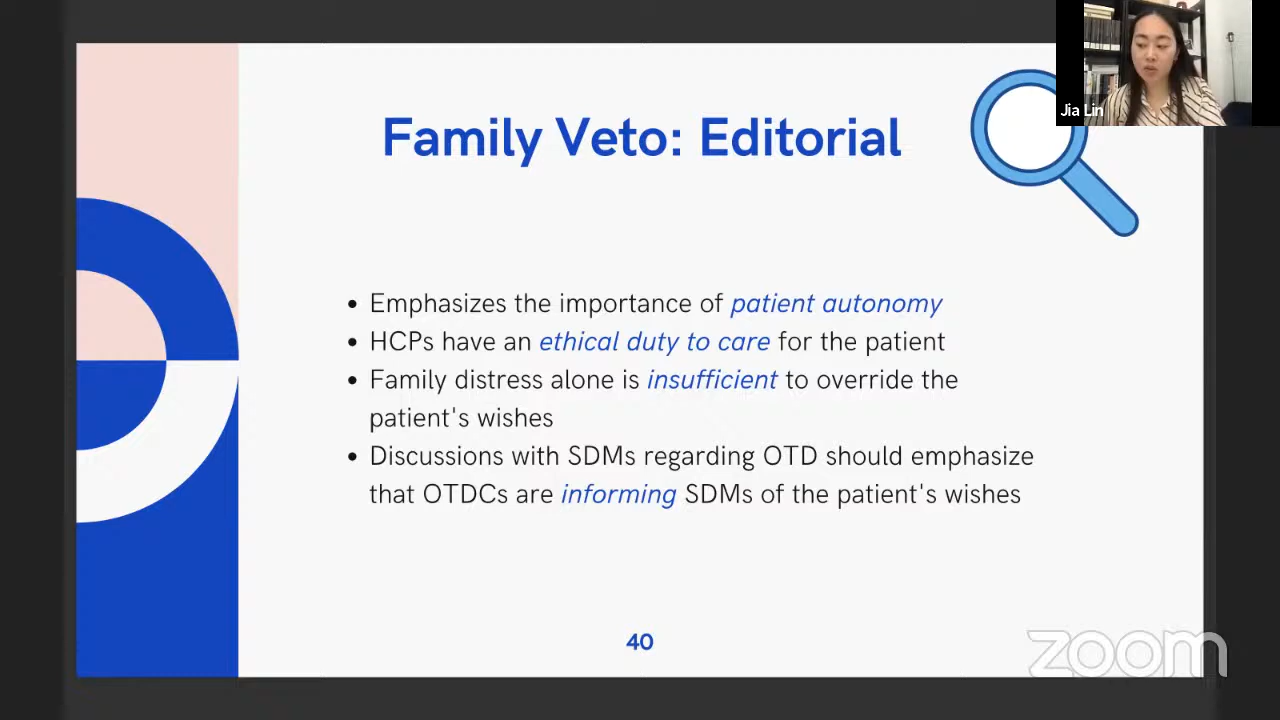 Jia Lin
Family Veto: Editorial
• Emphasizes the importance of patient autonomy
• HCPs have an ethical duty to care for the patient
• Family distress alone is insufficient to override the
patient's wishes
• Discussions with SDMs regarding OTD should emphasize
that OTDCs are informing SDMs of the patient's wishes
40
zoom